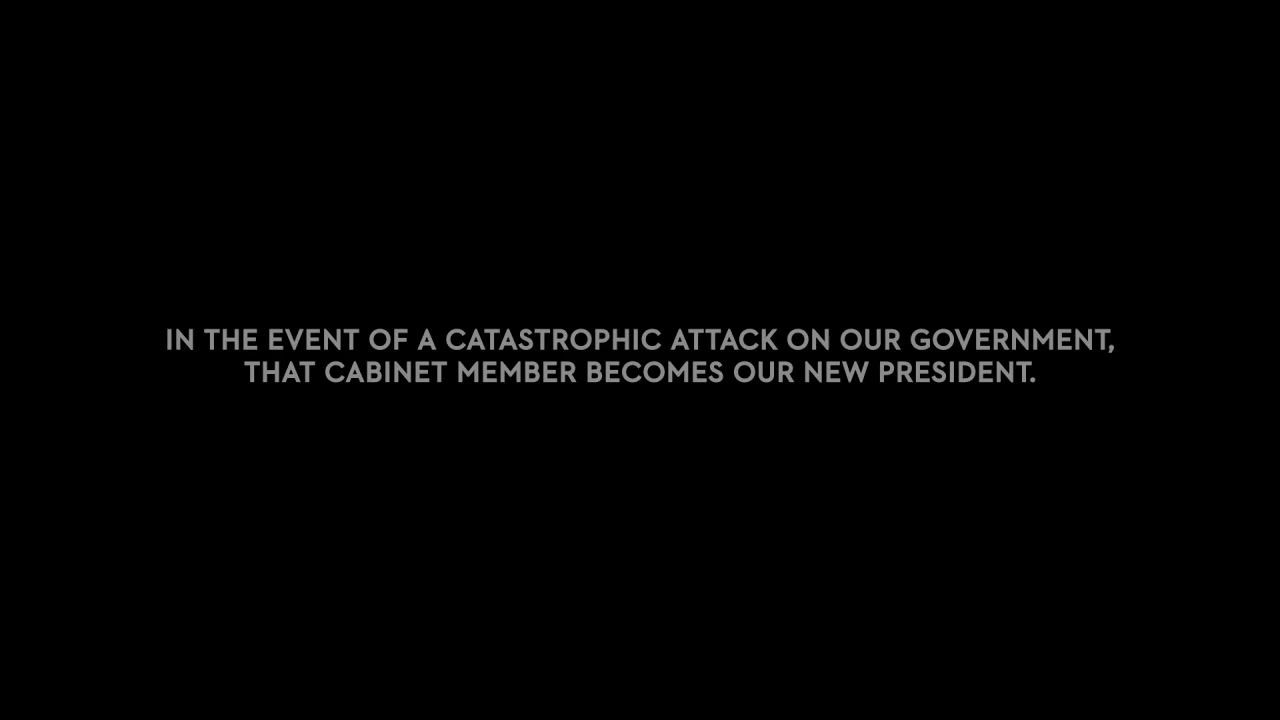 IN THE EVENT OF A CATASTROPHIC ATTACK ON OUR GOVERNMENT,
THAT CABINET MEMBER BECOMES OUR NEW PRESIDENT.